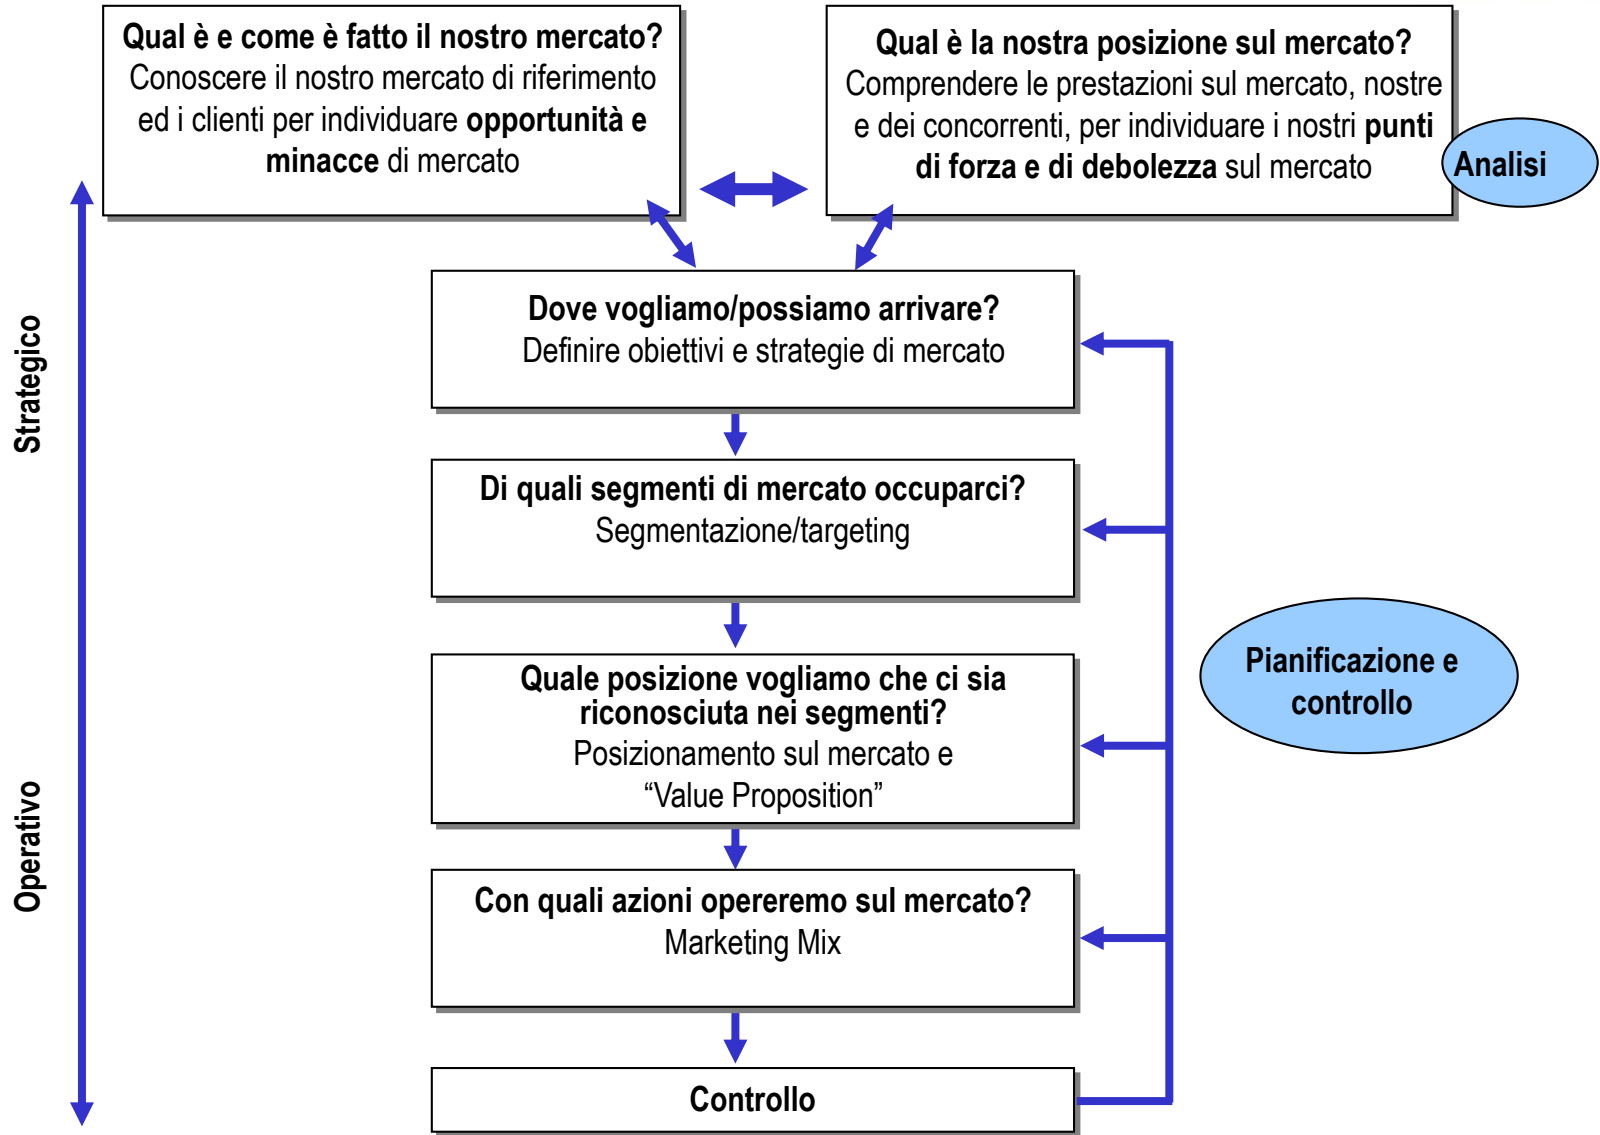 Qual è e come è fatto il nostro mercato?
Conoscere il nostro mercato di riferimento
ed i clienti per individuare opportunità e
minacce di mercato
Qual è la nostra posizione sul mercato?
Comprendere le prestazioni sul mercato, nostre
e dei concorrenti, per individuare i nostri punti
di forza e di debolezza sul mercato
Analisi
Strategico
Dove vogliamo/possiamo arrivare?
Definire obiettivi e strategie di mercato
Di quali segmenti di mercato occuparci?
Segmentazione/targeting
Quale posizione vogliamo che ci sia
riconosciuta nei segmenti?
Posizionamento sul mercato e
“Value Proposition”
Pianificazione e
controllo
Operativo
Con quali azioni opereremo sul mercato?
Marketing Mix
Controllo